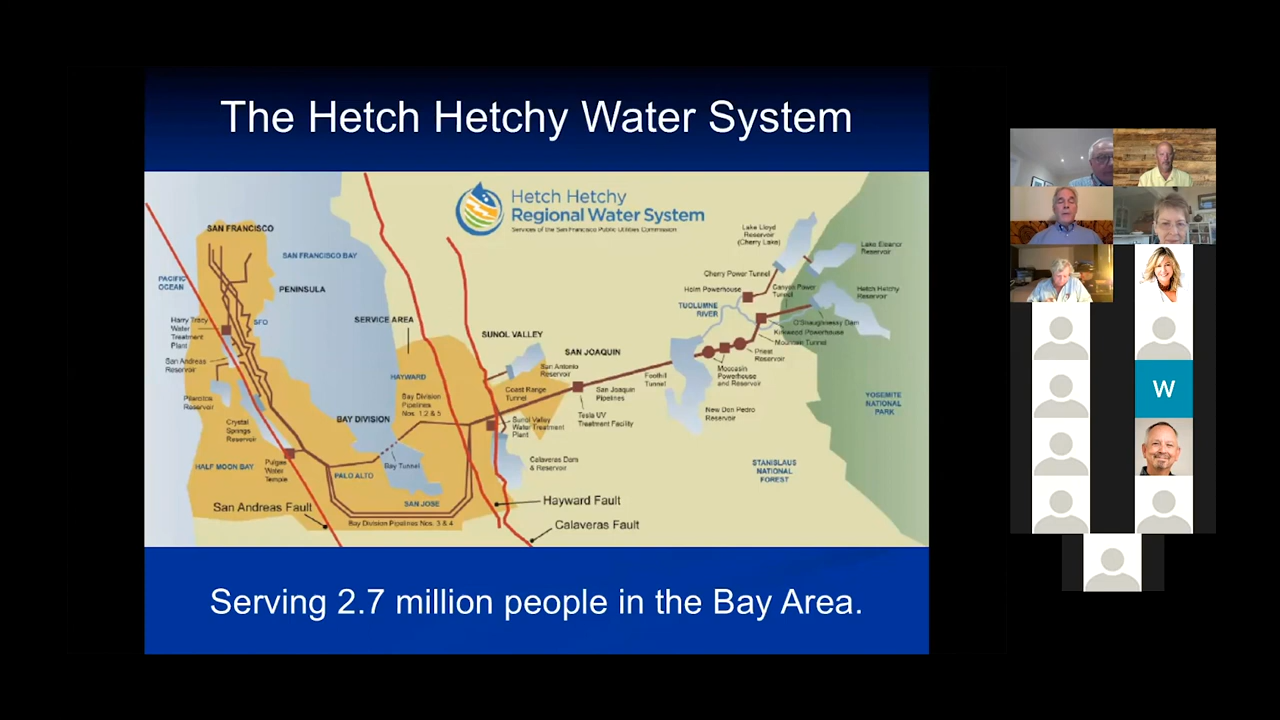 The Hetch Hetchy Water System
Hetch Hetchy
Regional Water System
Services of the San Francisco Public Utilities Commission
SAN FRANCISCO
SAN FRANCISCO BAY
PACIFIC
OCEAN
PENINSULA
SFO
Harry Tracy
Water
Treatment
Plant
San Andreas
Reservoir
Pilarcitos
Reservoir
Crystal
Springs
Reservoir
HALF MOON BAY
Pulgas
Water
Temple
San Andreas Fault
SERVICE AREA
HAYWARD
Bay Division
Pipelines
Nos. 1,2 & 5
BAY DIVISION
Bay Tunnel
PALO ALTO
SAN JOSE
Bay Division Pipelines Nos. 3 & 4
SUNOL VALLEY
San Antonio
Reservoir
Coast Range
Tunnel
Sunol Valley
Water Treatment
Plant
Calaveras Dam
& Reservoir
Hayward Fault
Calaveras Fault
SAN JOAQUIN
San Joaquin
Pipelines
Tesla UV
Treatment Facility
Foothill
Tunnel
New Don Pedro
Reservoir
Moccasin
Powerhouse
and Reservoir
Priest
Reservoir
Mountain Tunnel
Kirkwood Powerhouse
O'Shaughnessy Dam
TUOLUMNE
RIVER
Holm Powerhouse
Cherry Power Tunnel
Canyon Power
Tunnel
Lake Lloyd
Reservoir
(Cherry Lake)
Lake Eleanor
Reservoir
Hetch Hetchy
Reservoir
YOSEMITE
NATIONAL
PARK
STANISLAUS
NATIONAL
FOREST
Serving 2.7 million people in the Bay Area.
W